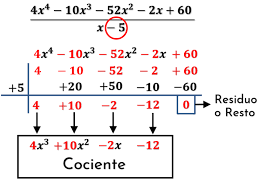 4x⁴ − 10x³ − 52x² − 2x + 60
x − 5
4x⁴ − 10x³ − 52x² − 2x + 60
4 − 10 − 52 − 2 + 60
+5 +20 +50 −10 −60
4 +10 −2 −12 0 Residuo o Resto
4x³ +10x² −2x −12
Cociente